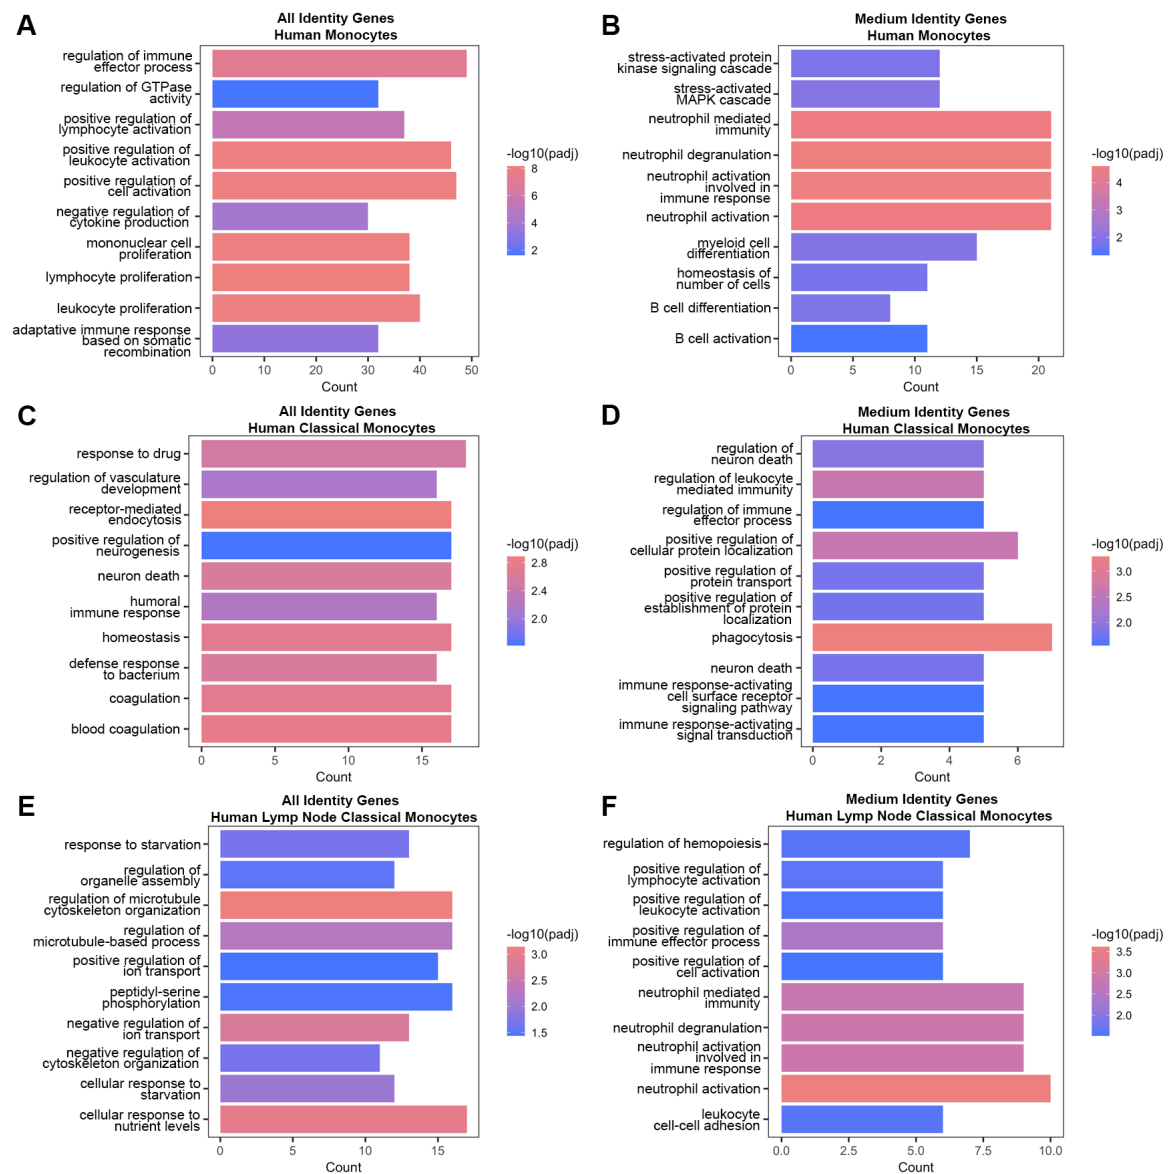 A
All Identity Genes
Human Monocytes
regulation of immune
effector process
regulation of GTPase
activity
positive regulation of
lymphocyte activation
positive regulation of
leukocyte activation
positive regulation of
cell activation
negative regulation of
cytokine production
mononuclear cell
proliferation
lymphocyte proliferation
leukocyte proliferation
adaptative immune response
based on somatic
recombination
0 10 20 30 40 50
Count
-log10(padj)
8
6
4
2
B
Medium Identity Genes
Human Monocytes
stress-activated protein
kinase signaling cascade
stress-activated
MAPK cascade
neutrophil mediated
immunity
neutrophil degranulation
neutrophil activation
involved in
immune response
neutrophil activation
myeloid cell
differentiation
homeostasis of
number of cells
B cell differentiation
B cell activation
0 5 10 15 20
Count
-log10(padj)
4
3
2
C
All Identity Genes
Human Classical Monocytes
response to drug
regulation of vasculature
development
receptor-mediated
endocytosis
positive regulation of
neurogenesis
neuron death
humoral
immune response
homeostasis
defense response
to bacterium
coagulation
blood coagulation
0 5 10 15
Count
-log10(padj)
2.8
2.4
2.0
D
Medium Identity Genes
Human Classical Monocytes
regulation of
neuron death
regulation of leukocyte
mediated immunity
regulation of immune
effector process
positive regulation of
cellular protein localization
positive regulation of
protein transport
positive regulation of
establishment of protein
localization
phagocytosis
neuron death
immune response-activating
cell surface receptor
signaling pathway
immune response-activating
signal transduction
0 2 4 6
Count
-log10(padj)
3.0
2.5
2.0
E
All Identity Genes
Human Lymp Node Classical Monocytes
response to starvation
regulation of
organelle assembly
regulation of microtubule
cytoskeleton organization
regulation of
microtubule-based process
positive regulation of
ion transport
peptidyl-serine
phosphorylation
negative regulation of
ion transport
negative regulation of
cytoskeleton organization
cellular response to
starvation
cellular response to
nutrient levels
0 5 10 15
Count
-log10(padj)
3.0
2.5
2.0
1.5
F
Medium Identity Genes
Human Lymp Node Classical Monocytes
regulation of hemopoiesis
positive regulation of
lymphocyte activation
positive regulation of
leukocyte activation
positive regulation of
immune effector process
positive regulation of
cell activation
neutrophil mediated
immunity
neutrophil degranulation
neutrophil activation
involved in
immune response
neutrophil activation
leukocyte
cell-cell adhesion
0.0 2.5 5.0 7.5 10.0
Count
-log10(padj)
3.5
3.0
2.5
2.0